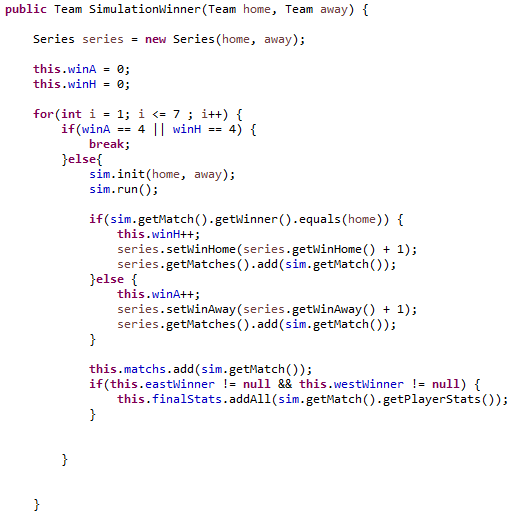 public Team SimulationWinner(Team home, Team away) {
Series series = new Series(home, away);
this.winA = 0;
this.winH = 0;
for(int i = 1; i <= 7 ; i++) {
if(winA == 4 || winH == 4) {
break;
}else{
sim.init(home, away);
sim.run();
if(sim.getMatch().getWinner().equals(home)) {
this.winH++;
series.setWinHome(series.getWinHome() + 1);
series.getMatches().add(sim.getMatch());
}else {
this.winA++;
series.setWinAway(series.getWinAway() + 1);
series.getMatches().add(sim.getMatch());
}
this.matchs.add(sim.getMatch());
if(this.eastWinner != null && this.westWinner != null) {
this.finalStats.addAll(sim.getMatch().getPlayerStats());
}
}
}